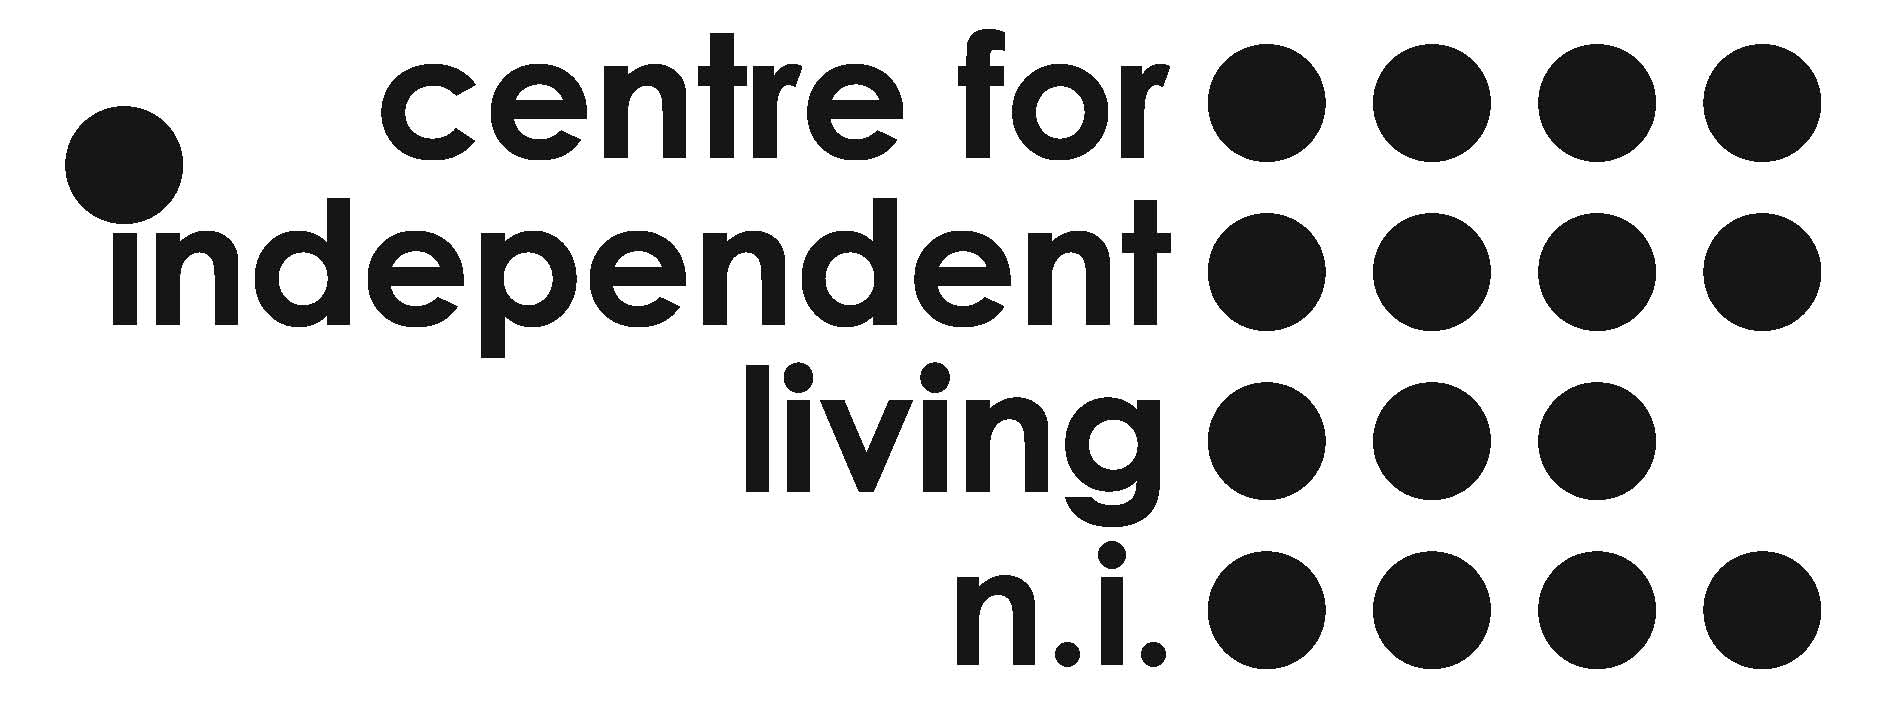 centre for
independent
living
n.i.